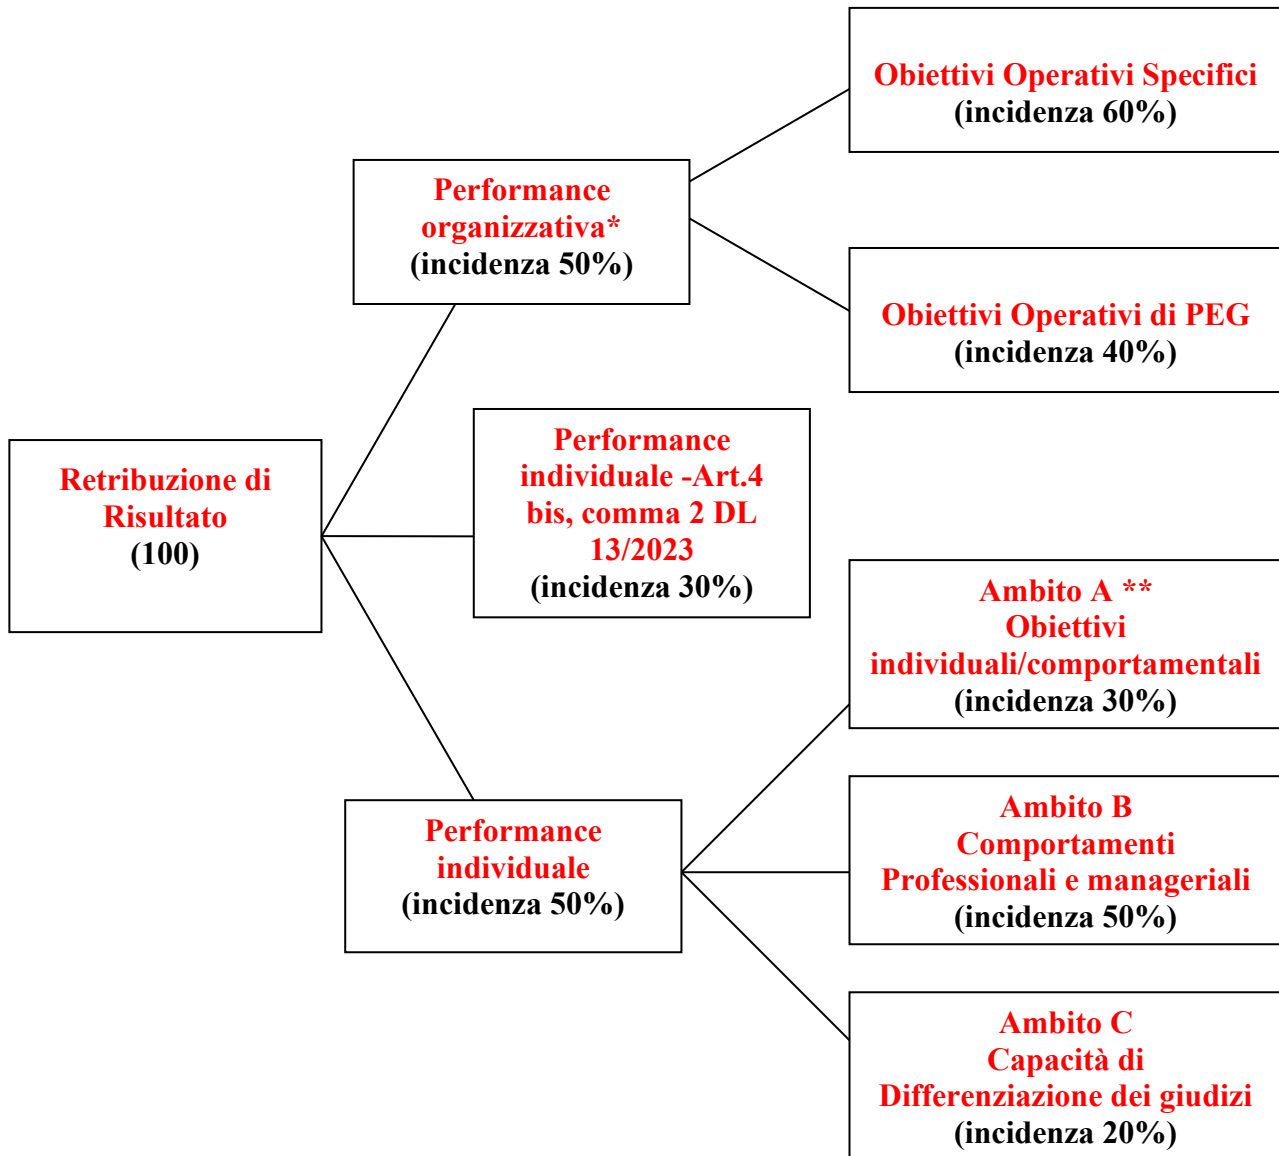 Obiettivi Operativi Specifici
(incidenza 60%)
Performance
organizzativa*
(incidenza 50%)
Obiettivi Operativi di PEG
(incidenza 40%)
Performance
individuale -Art.4
bis, comma 2 DL
13/2023
(incidenza 30%)
Retribuzione di
Risultato
(100)
Ambito A **
Obiettivi
individuali/comportamentali
(incidenza 30%)
Performance
individuale
(incidenza 50%)
Ambito B
Comportamenti
Professionali e manageriali
(incidenza 50%)
Ambito C
Capacità di
Differenziazione dei giudizi
(incidenza 20%)